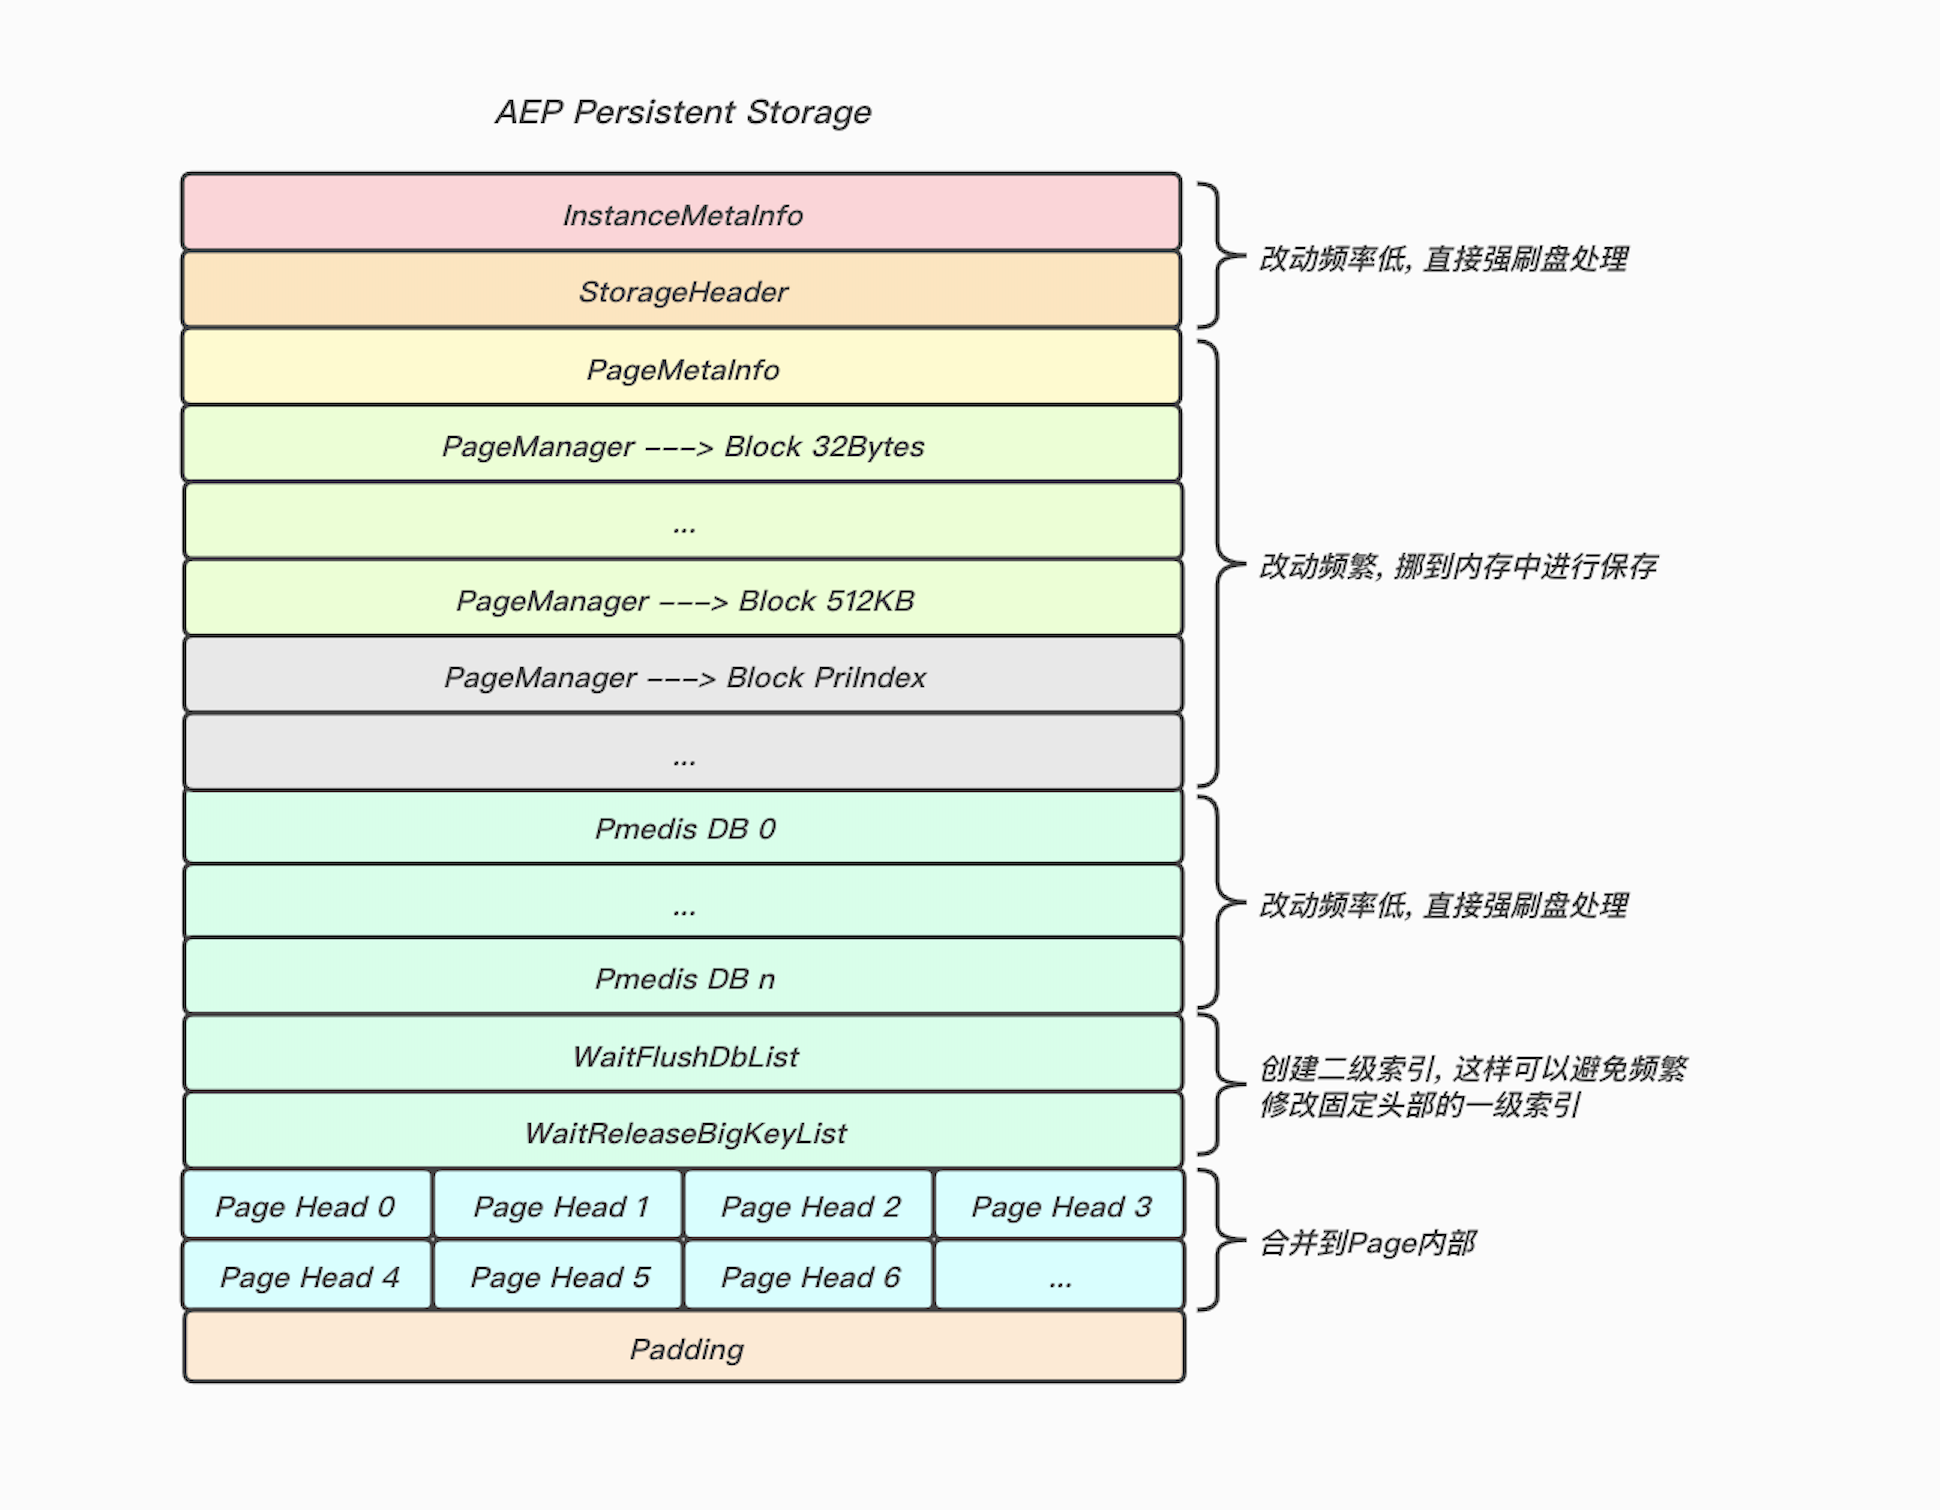 AEP Persistent Storage
InstanceMetaInfo
StorageHeader
改动频率低, 直接强刷盘处理
PageMetaInfo
PageManager ---> Block 32Bytes
...
PageManager ---> Block 512KB
PageManager ---> Block PriIndex
...
改动频繁, 挪到内存中进行保存
Pmedis DB 0
...
Pmedis DB n
改动频率低, 直接强刷盘处理
WaitFlushDbList
WaitReleaseBigKeyList
创建二级索引, 这样可以避免频繁
修改固定头部的一级索引
Page Head 0 Page Head 1 Page Head 2 Page Head 3
Page Head 4 Page Head 5 Page Head 6 ...
合并到Page内部
Padding